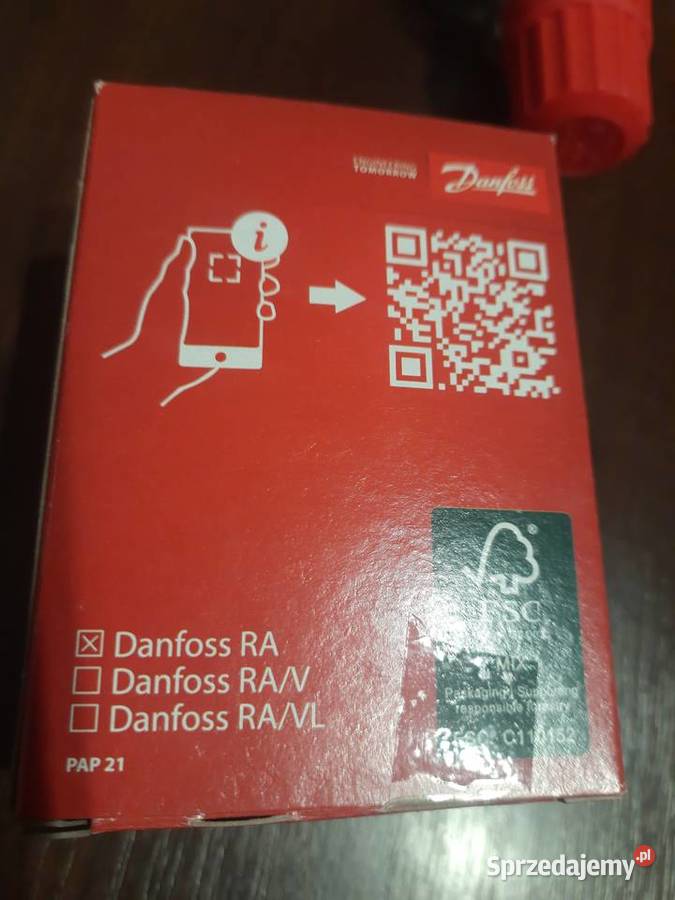 ENGINEERING
TOMORROW
Danfoss
i
☒ Danfoss RA
☐ Danfoss RA/V
☐ Danfoss RA/VL
PAP 21
®
FSC
MIX
Packaging | Supporting
responsible forestry
FSC® C110152
Sprzedajemy.pl